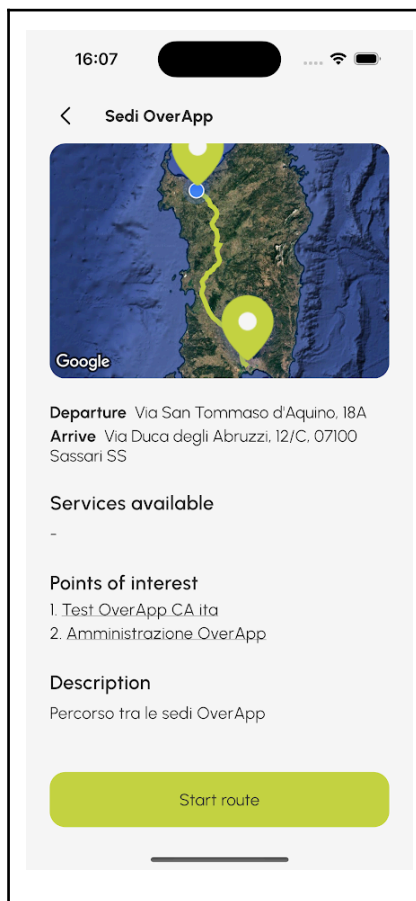 16:07
Sedi OverApp
Google
Departure Via San Tommaso d'Aquino, 18A
Arrive Via Duca degli Abruzzi, 12/C, 07100
Sassari SS
Services available
-
Points of interest
1. Test OverApp CA ita
2. Amministrazione OverApp
Description
Percorso tra le sedi OverApp
Start route